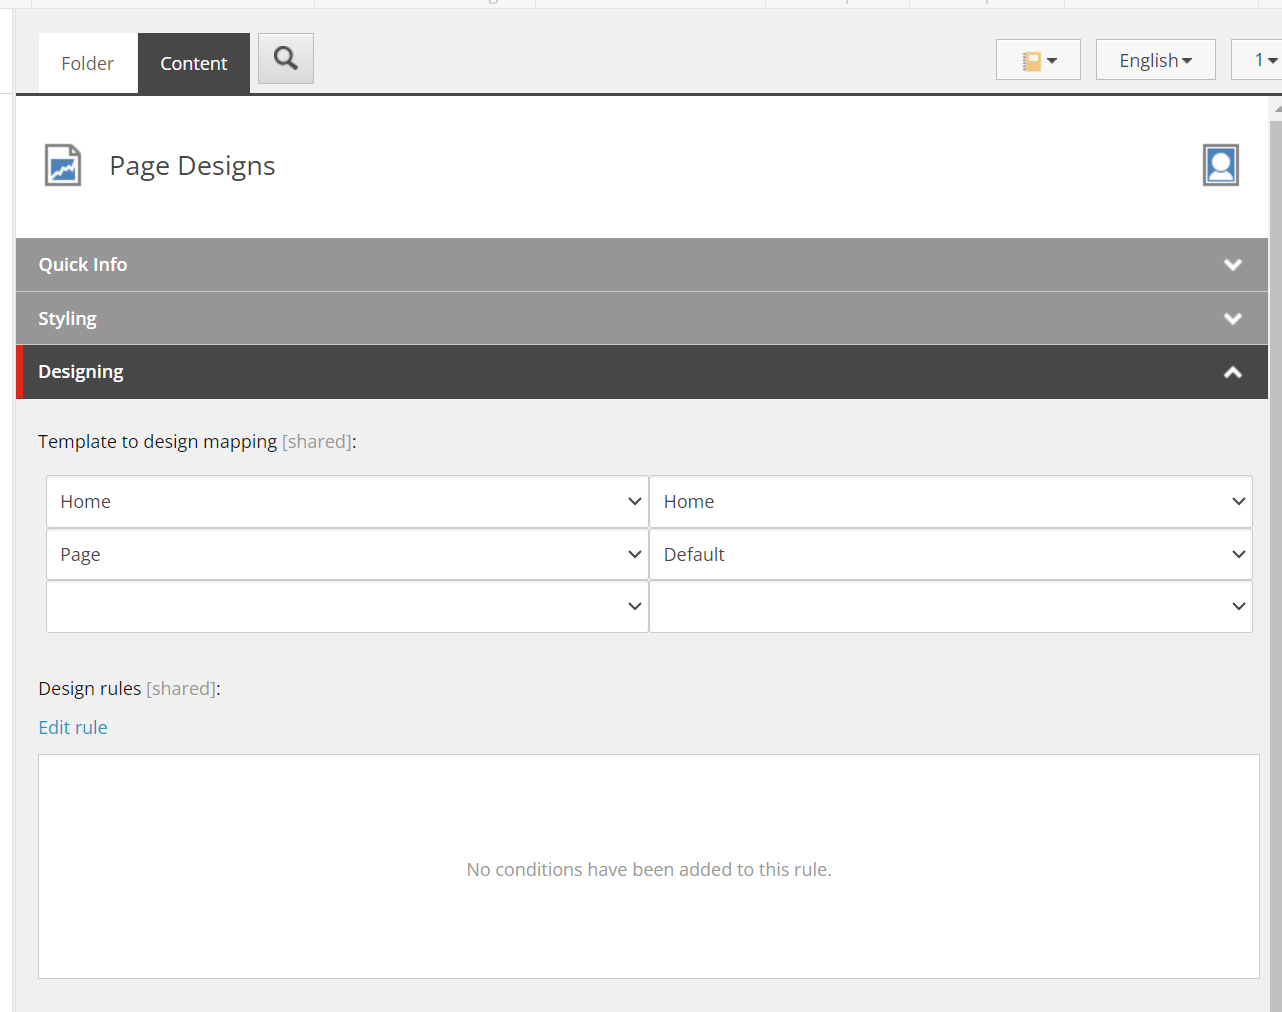 Folder
Content
English
1
Page Designs
Quick Info
Styling
Designing
Template to design mapping [shared]:
Home Home
Page Default
Design rules [shared]:
Edit rule
No conditions have been added to this rule.